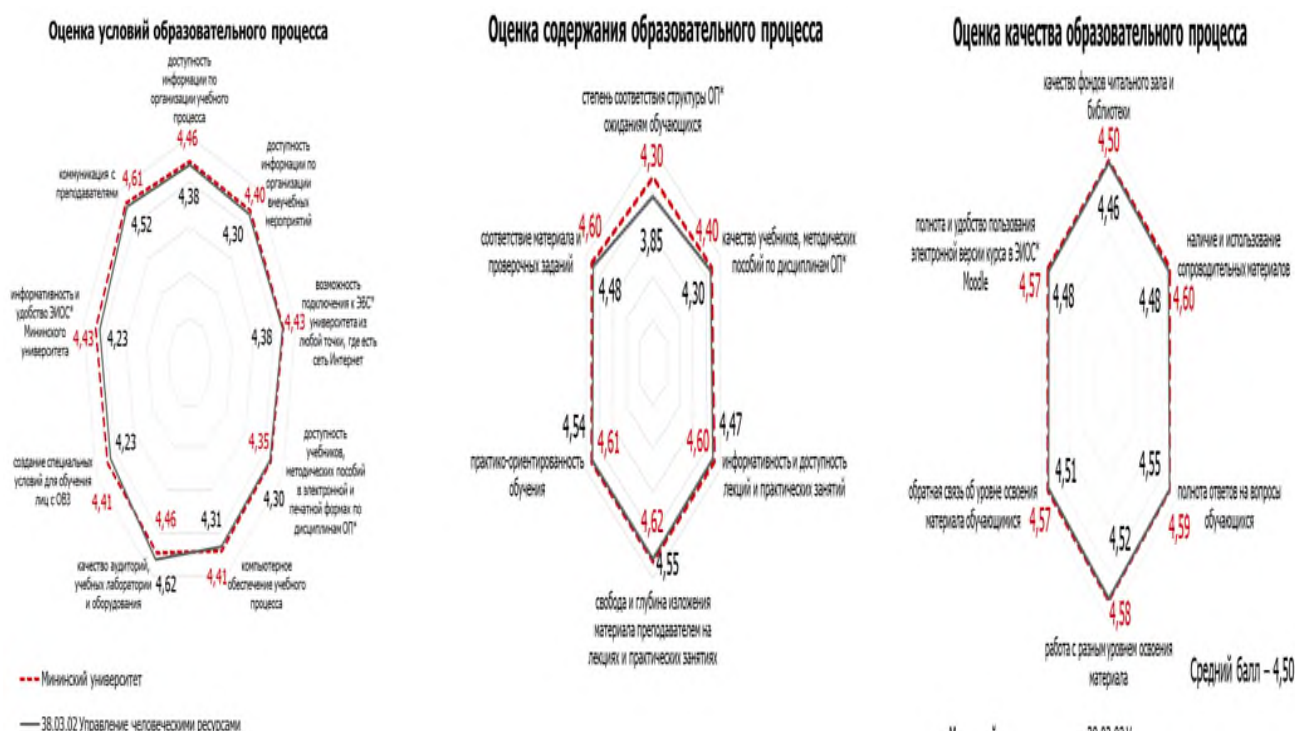 Оценка условий образовательного процесса
доступность
информации по
организации учебного
процесса
4,46
4,38
доступность
информации по
организации
внеучебных
мероприятий
4,40
4,30
возможность
подключения к ЭБС*
университета из
любой точки, где есть
сеть Интернет
4,43
4,38
доступность
учебников,
методических пособий
в электронной и
печатной формах по
дисциплинам ОП*
4,35
4,30
компьютерное
обеспечение учебного
процесса
4,31
4,41
качество аудиторий,
учебных лаборатории
и оборудования
4,46
4,62
создание специальных
условий для обучения
лиц с ОВЗ
4,23
4,41
информативность и
удобство ЭИОС*
Мининского
университета
4,43
4,23
коммуникация с
преподавателями
4,61
4,52
Мининский университет
38.03.02 Управление человеческими ресурсами
Оценка содержания образовательного процесса
степень соответствия структуры ОП*
ожиданиям обучающихся
4,30
3,85
качество учебников, методических
пособий по дисциплинам ОП*
4,40
4,30
информативность и доступность
лекций и практических занятий
4,60
4,47
свобода и глубина изложения
материала преподавателем на
лекциях и практических занятиях
4,62
4,55
практико-ориентированность
обучения
4,54
4,61
соответствие материала и
проверочных заданий
4,60
4,48
Оценка качества образовательного процесса
качество фондов читального зала и
библиотеки
4,50
4,46
наличие и использование
сопроводительных материалов
4,48
4,60
полнота ответов на вопросы
обучающихся
4,55
4,59
работа с разным уровнем освоения
материала
4,52
4,58
обратная связь об уровне освоения
материала обучающимися
4,51
4,57
полнота и удобство пользования
электронной версии курса в ЭИОС*
Moodle
4,57
4,48
Средний балл – 4,50